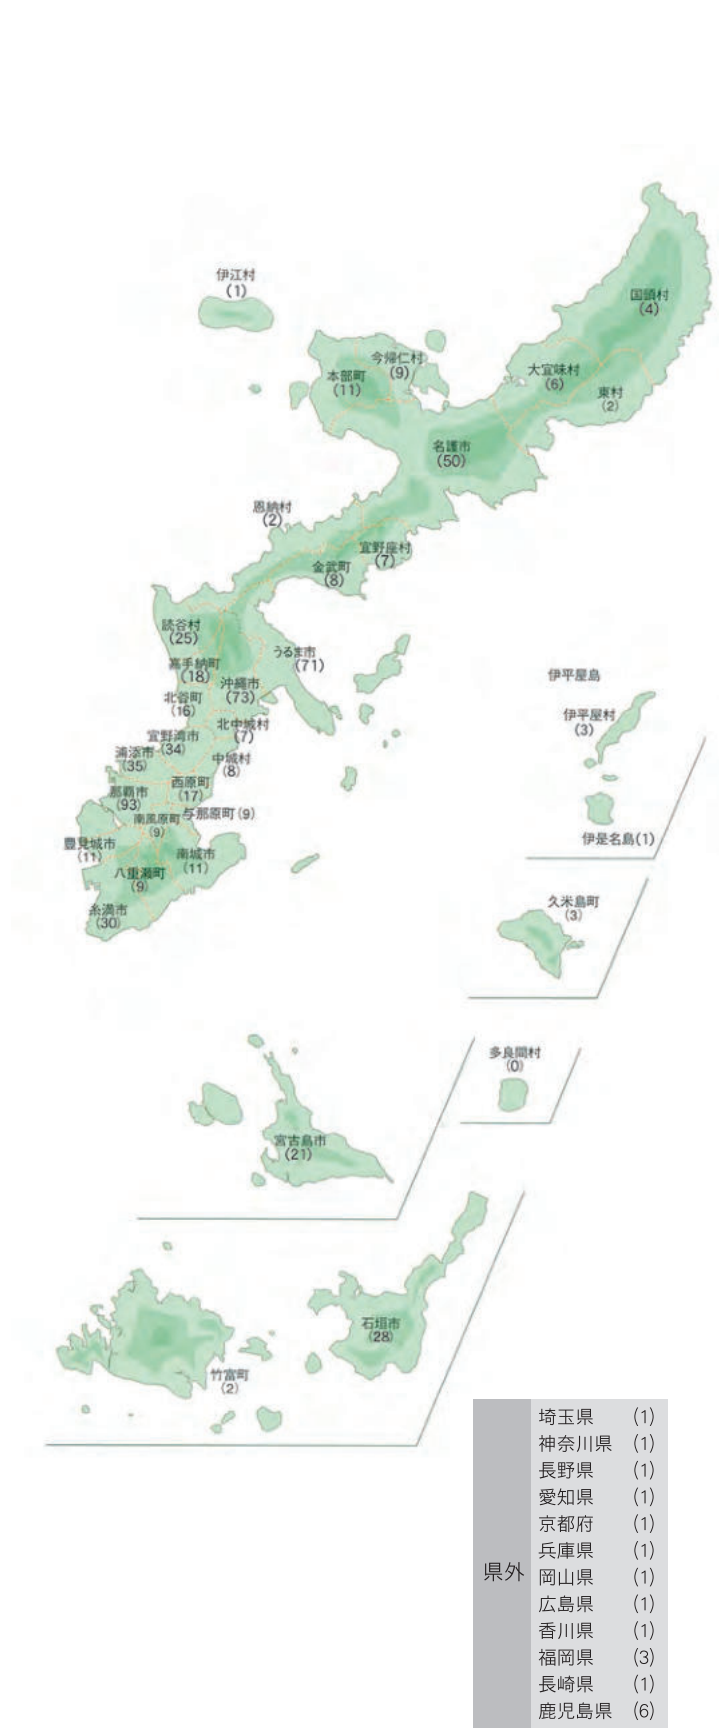 伊江村
(1)
国頭村
(4)
今帰仁村
(9)
本部町
(11)
大宜味村
(6)
東村
(2)
名護市
(50)
恩納村
(2)
宜野座村
(7)
金武町
(8)
読谷村
(25)
うるま市
(71)
嘉手納町
(18)
沖縄市
(73)
北谷町
(16)
北中城村
(7)
宜野湾市
(34)
浦添市
(35)
中城村
(8)
西原町
(17)
那覇市
(93)
与那原町(9)
南風原町
(9)
豊見城市
(11)
南城市
(11)
八重瀬町
(9)
糸満市
(30)
伊平屋島
伊平屋村
(3)
伊是名島(1)
久米島町
(3)
多良間村
(0)
宮古島市
(21)
石垣市
(28)
竹富町
(2)
県外
埼玉県 (1)
神奈川県 (1)
長野県 (1)
愛知県 (1)
京都府 (1)
兵庫県 (1)
岡山県 (1)
広島県 (1)
香川県 (1)
福岡県 (3)
長崎県 (1)
鹿児島県 (6)